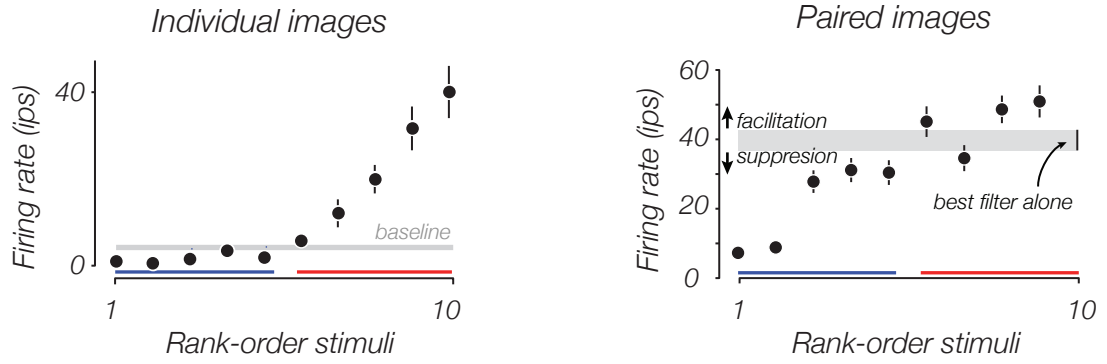 Individual images
Firing rate (ips)
40
0
baseline
1
10
Rank-order stimuli
Paired images
Firing rate (ips)
60
40
20
0
facilitation
suppresion
best filter alone
1
10
Rank-order stimuli